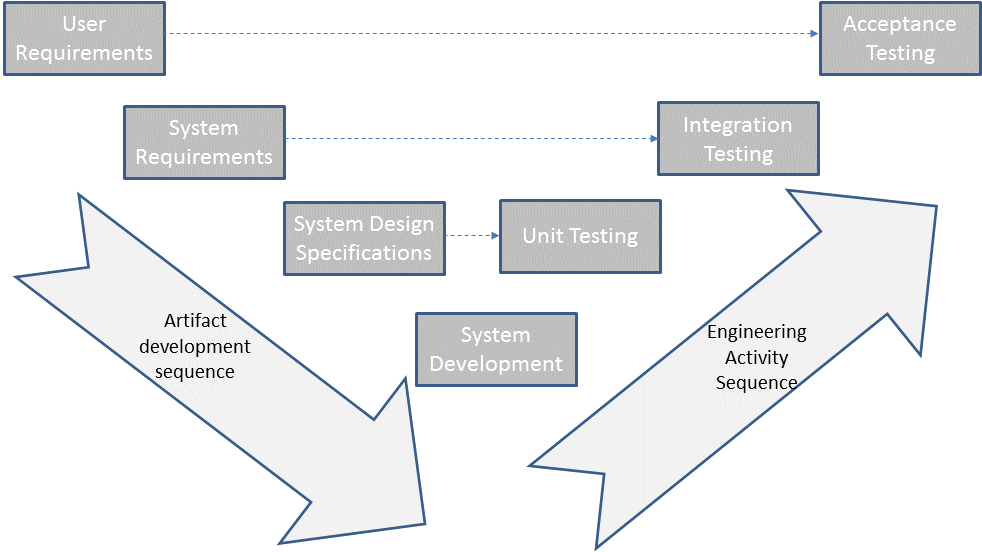 User
Requirements
Acceptance
Testing
System
Requirements
Integration
Testing
System Design
Specifications
Unit Testing
System
Development
Artifact
development
sequence
Engineering
Activity
Sequence